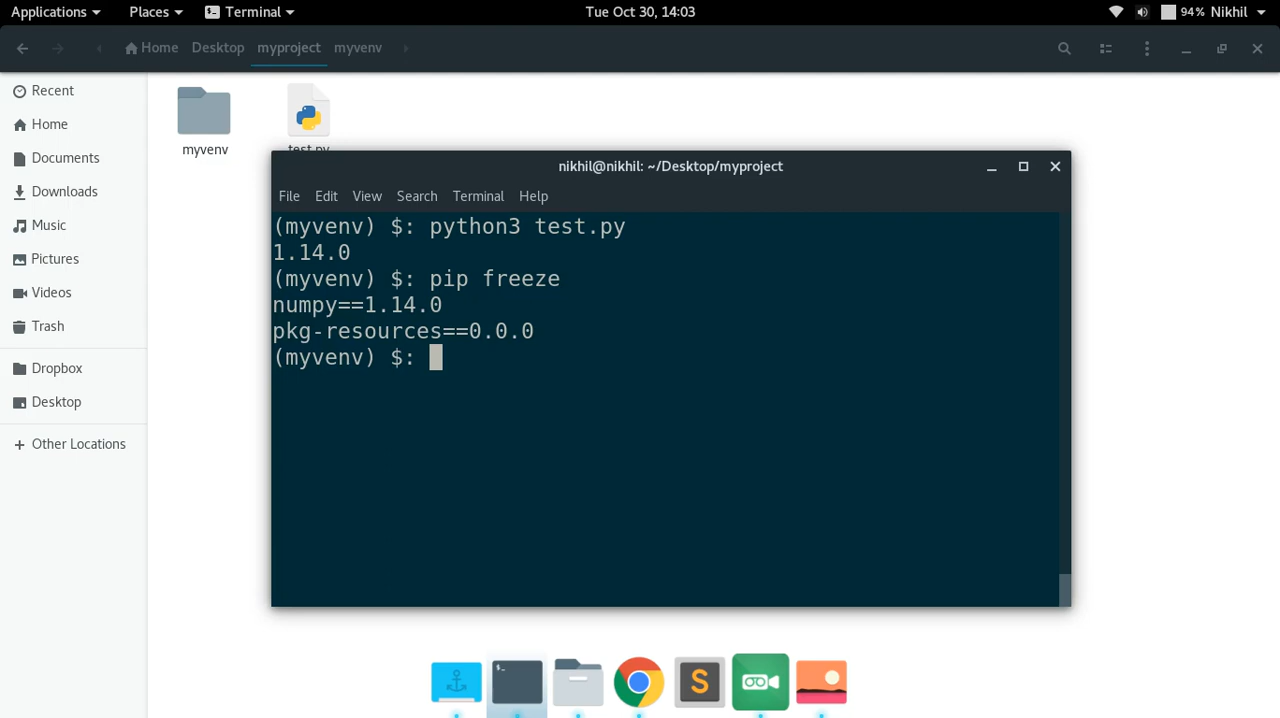 Applications Places Terminal Tue Oct 30, 14:03 94% Nikhil
Home Desktop myproject myvenv
Recent
Home
Documents
Downloads
Music
Pictures
Videos
Trash
Dropbox
Desktop
Other Locations
myvenv test.py
nikhil@nikhil: ~/Desktop/myproject
File Edit View Search Terminal Help
(myvenv) $: python3 test.py
1.14.0
(myvenv) $: pip freeze
numpy==1.14.0
pkg-resources==0.0.0
(myvenv) $:
$_
S